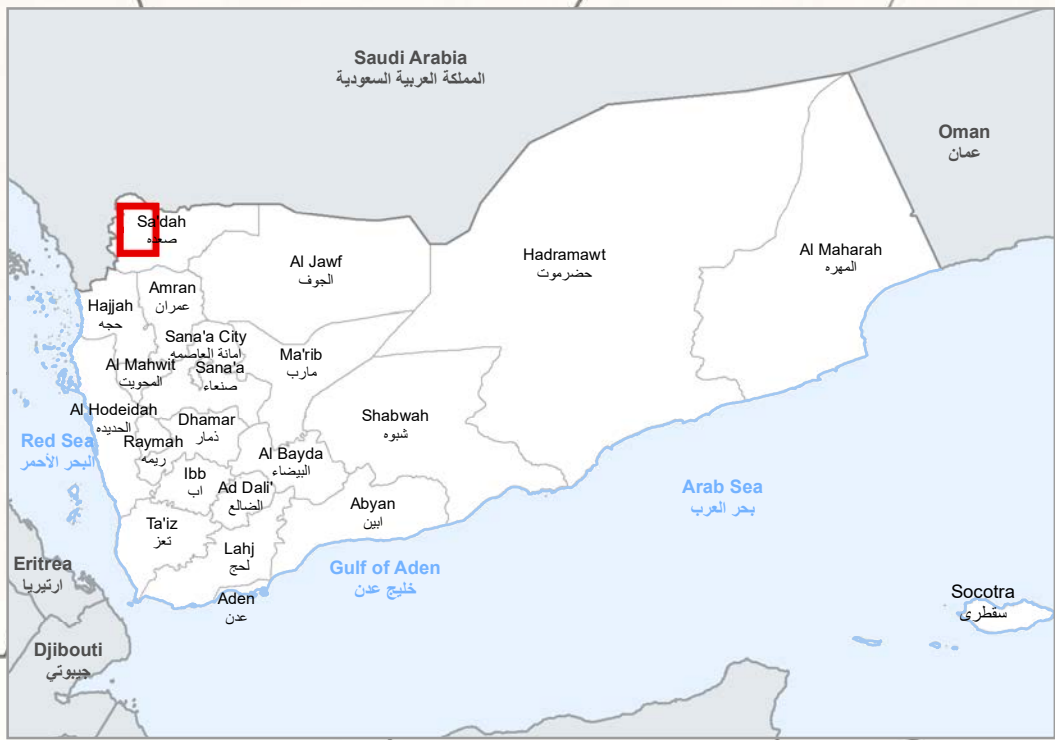 Saudi Arabia
المملكة العربية السعودية
Oman
عمان
Sa'dah
صعده
Al Jawf
الجوف
Hadramawt
حضرموت
Al Maharah
المهره
Amran
عمران
Hajjah
حجه
Sana'a City
امانة العاصمه
Ma'rib
مارب
Al Mahwit
المحويت
Sana'a
صنعاء
Al Hodeidah
الحديده
Dhamar
ذمار
Shabwah
شبوه
Red Sea
البحر الأحمر
Raymah
ريمه
Al Bayda
البيضاء
Ibb
اب
Ad Dali'
الضالع
Abyan
ابين
Arab Sea
بحر العرب
Ta'iz
تعز
Lahj
لحج
Gulf of Aden
خليج عدن
Eritrea
ارتيريا
Aden
عدن
Socotra
سقطرى
Djibouti
جيبوتي